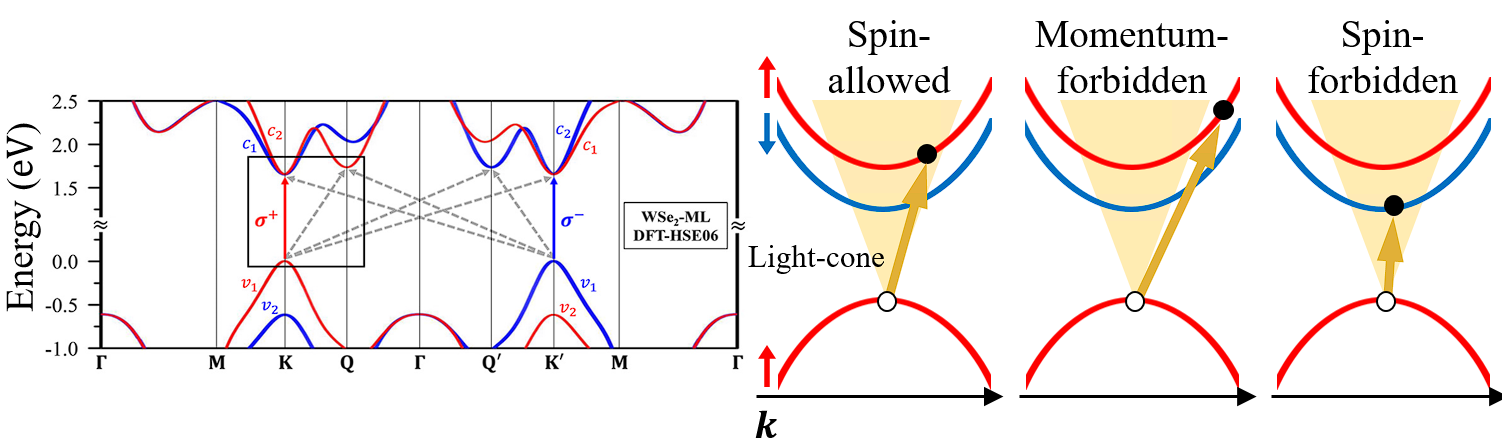 Energy (eV)
2.5
2.0
1.5
0.0
-0.5
-1.0
≈
≈
c₂
c₁
c₂
c₁
σ⁺
σ⁻
v₁
v₂
v₁
v₂
WSe₂-ML
DFT-HSE06
Γ M K Q Γ Q′ K′ M Γ
Spin-
allowed
Momentum-
forbidden
Spin-
forbidden
Light-cone
k